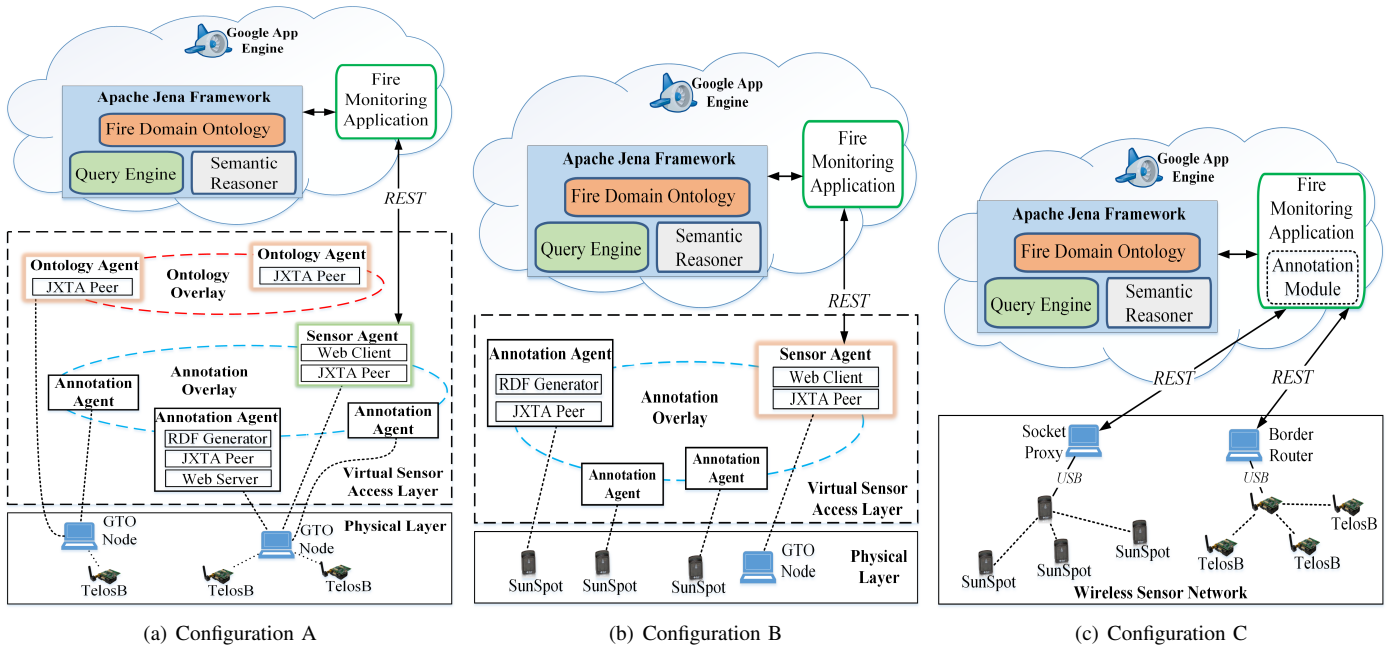 Google App
Engine
Apache Jena Framework
Fire Domain Ontology
Query Engine
Semantic
Reasoner
Fire
Monitoring
Application
REST
Ontology Agent
JXTA Peer
Ontology
Overlay
Ontology Agent
JXTA Peer
Sensor Agent
Web Client
JXTA Peer
Annotation
Agent
Annotation
Overlay
Annotation Agent
RDF Generator
JXTA Peer
Web Server
Annotation
Agent
Virtual Sensor
Access Layer
Physical Layer
GTO
Node
GTO
Node
TelosB
TelosB
TelosB
(a) Configuration A
Google App
Engine
Apache Jena Framework
Fire Domain Ontology
Query Engine
Semantic
Reasoner
Fire
Monitoring
Application
REST
Annotation Agent
RDF Generator
JXTA Peer
Annotation
Overlay
Sensor Agent
Web Client
JXTA Peer
Annotation
Agent
Annotation
Agent
Virtual Sensor
Access Layer
SunSpot
SunSpot
SunSpot
GTO
Node
Physical
Layer
(b) Configuration B
Google App
Engine
Apache Jena Framework
Fire Domain Ontology
Query Engine
Semantic
Reasoner
Fire
Monitoring
Application
Annotation
Module
REST
REST
Socket
Proxy
USB
Border
Router
USB
SunSpot
SunSpot
SunSpot
TelosB
TelosB
TelosB
Wireless Sensor Network
(c) Configuration C